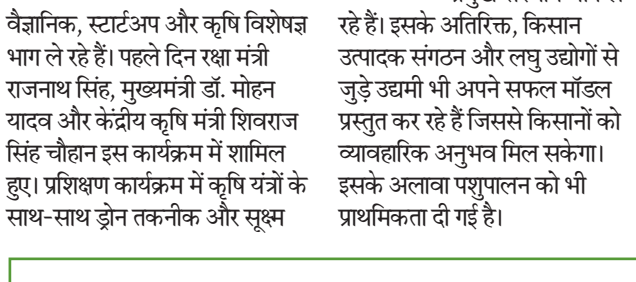 वैज्ञानिक, स्टार्टअप और कृषि विशेषज्ञ
भाग ले रहे हैं। पहले दिन रक्षा मंत्री
राजनाथ सिंह, मुख्यमंत्री डॉ. मोहन
यादव और केंद्रीय कृषि मंत्री शिवराज
सिंह चौहान इस कार्यक्रम में शामिल
हुए। प्रशिक्षण कार्यक्रम में कृषि यंत्रों के
साथ-साथ ड्रोन तकनीक और सूक्ष्म
रहे हैं। इसके अतिरिक्त, किसान
उत्पादक संगठन और लघु उद्योगों से
जुड़े उद्यमी भी अपने सफल मॉडल
प्रस्तुत कर रहे हैं जिससे किसानों को
व्यावहारिक अनुभव मिल सकेगा।
इसके अलावा पशुपालन को भी
प्राथमिकता दी गई है।